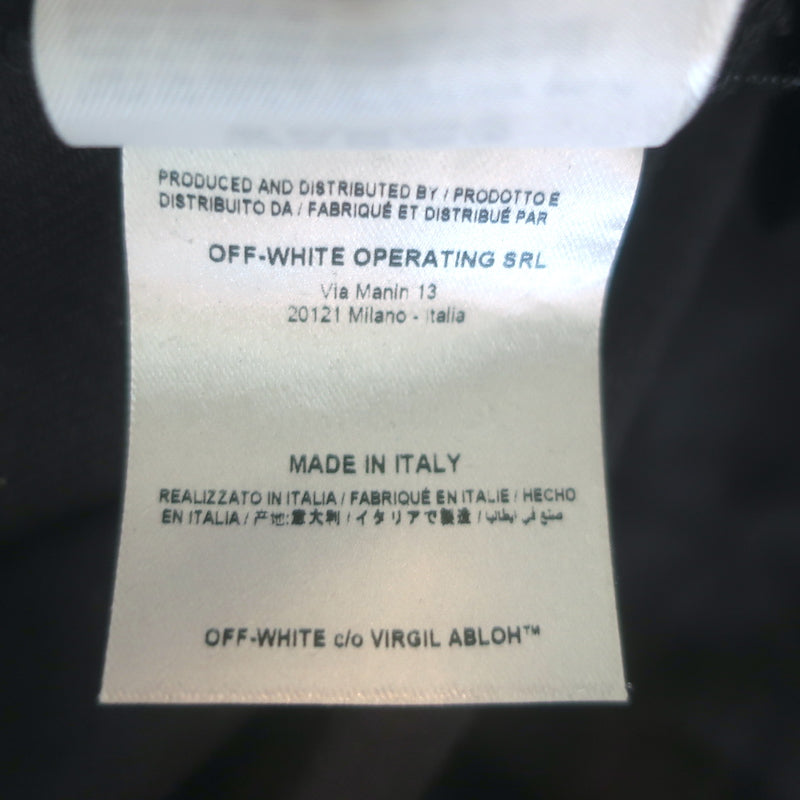 PRODUCED AND DISTRIBUTED BY / PRODOTTO E
DISTRIBUITO DA / FABRIQUÉ ET DISTRIBUÉ PAR
OFF-WHITE OPERATING SRL
Via Manin 13
20121 Milano - Italia
MADE IN ITALY
REALIZZATO IN ITALIA / FABRIQUÉ EN ITALIE / HECHO
EN ITALIA / 产地:意大利 / イタリアで製造 / صنع في ايطاليا
OFF-WHITE c/o VIRGIL ABLOH™